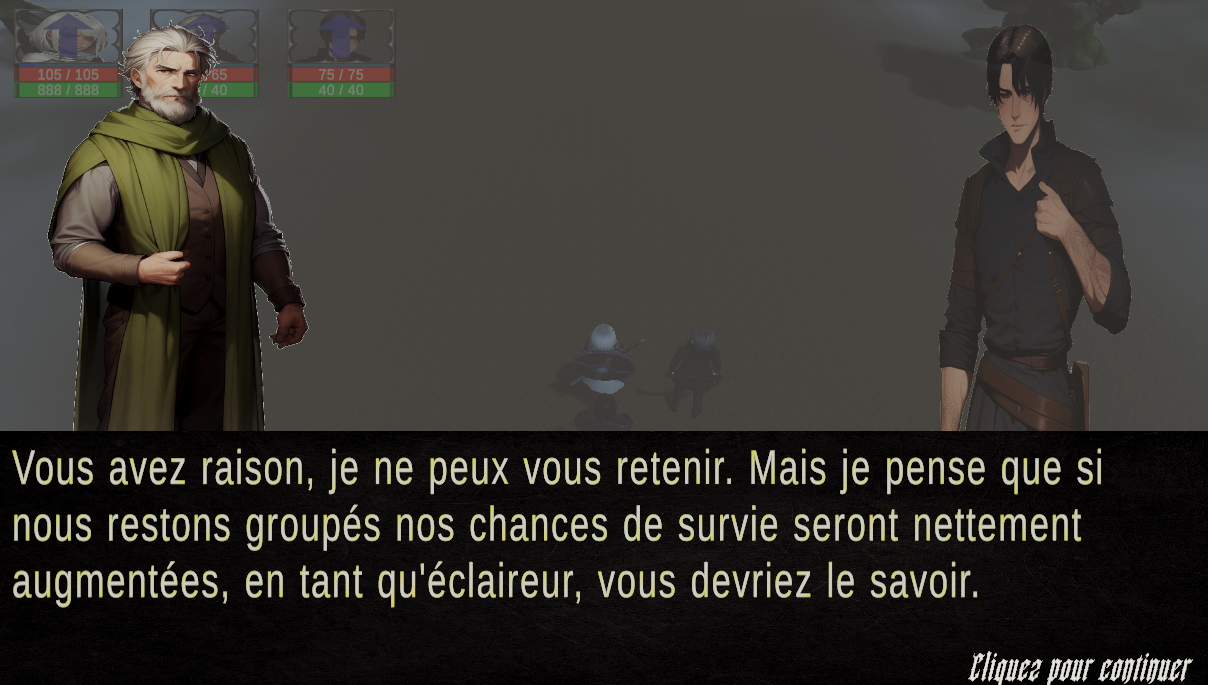 105 / 105
/65
75 / 75
888 / 888
/ 40
40 / 40
Vous avez raison, je ne peux vous retenir. Mais je pense que si
nous restons groupés nos chances de survie seront nettement
augmentées, en tant qu'éclaireur, vous devriez le savoir.
Cliquez pour continuer